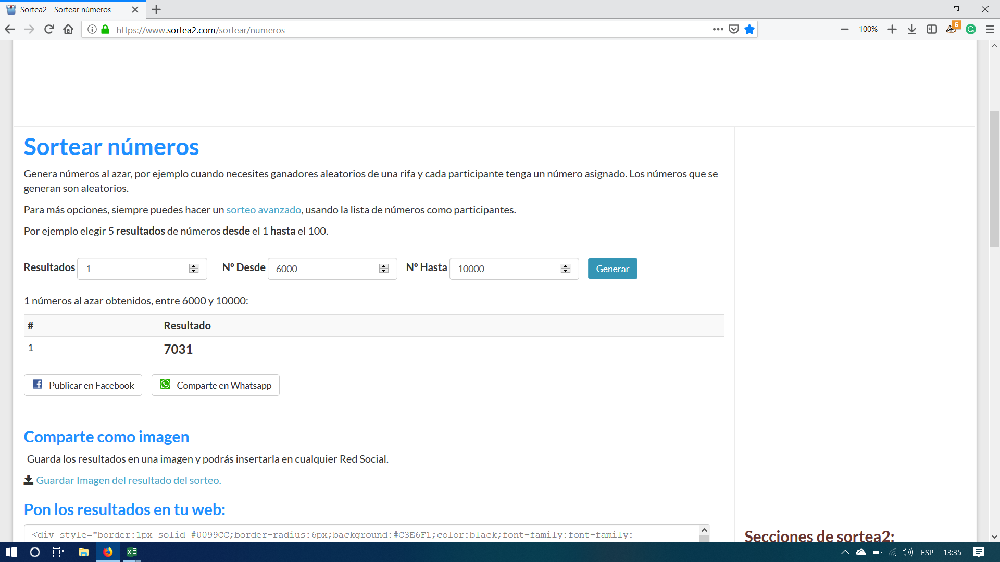 Sortea2 - Sortear números
https://www.sortea2.com/sortear/numeros
100%
6
Sortear números
Genera números al azar, por ejemplo cuando necesites ganadores aleatorios de una rifa y cada participante tenga un número asignado. Los números que se
generan son aleatorios.
Para más opciones, siempre puedes hacer un sorteo avanzado, usando la lista de números como participantes.
Por ejemplo elegir 5 resultados de números desde el 1 hasta el 100.
Resultados 1 Nº Desde 6000 Nº Hasta 10000 Generar
1 números al azar obtenidos, entre 6000 y 10000:
# Resultado
1 7031
Publicar en Facebook Comparte en Whatsapp
Comparte como imagen
Guarda los resultados en una imagen y podrás insertarla en cualquier Red Social.
Guardar Imagen del resultado del sorteo.
Pon los resultados en tu web:
<div style="border:1px solid #0099CC;border-radius:6px;background:#C3E6F1;color:black;font-family:font-family:
Secciones de sortea2:
ESP 13:35